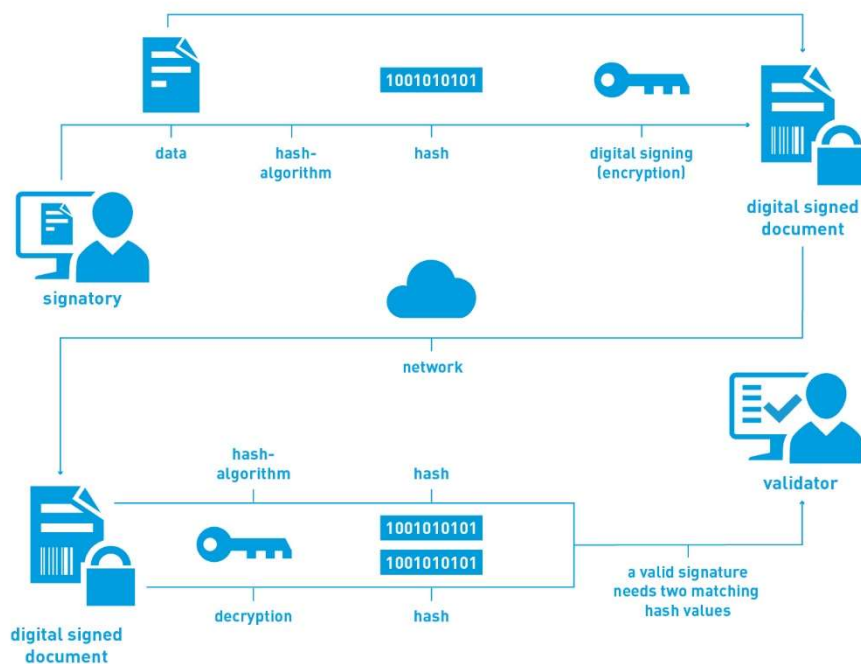 1001010101
data
hash-
algorithm
hash
digital signing
(encryption)
digital signed
document
signatory
network
hash-
algorithm
hash
validator
1001010101
1001010101
decryption
hash
a valid signature
needs two matching
hash values
digital signed
document